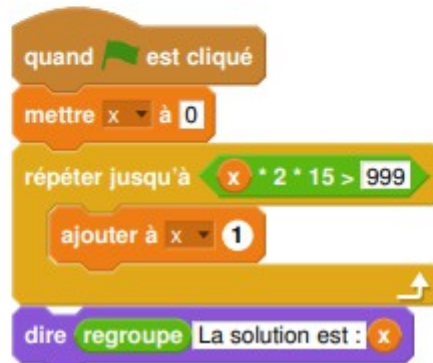 quand est cliqué
mettre x à 0
répéter jusqu'à x * 2 * 15 > 999
ajouter à x 1
dire regroupe La solution est : x